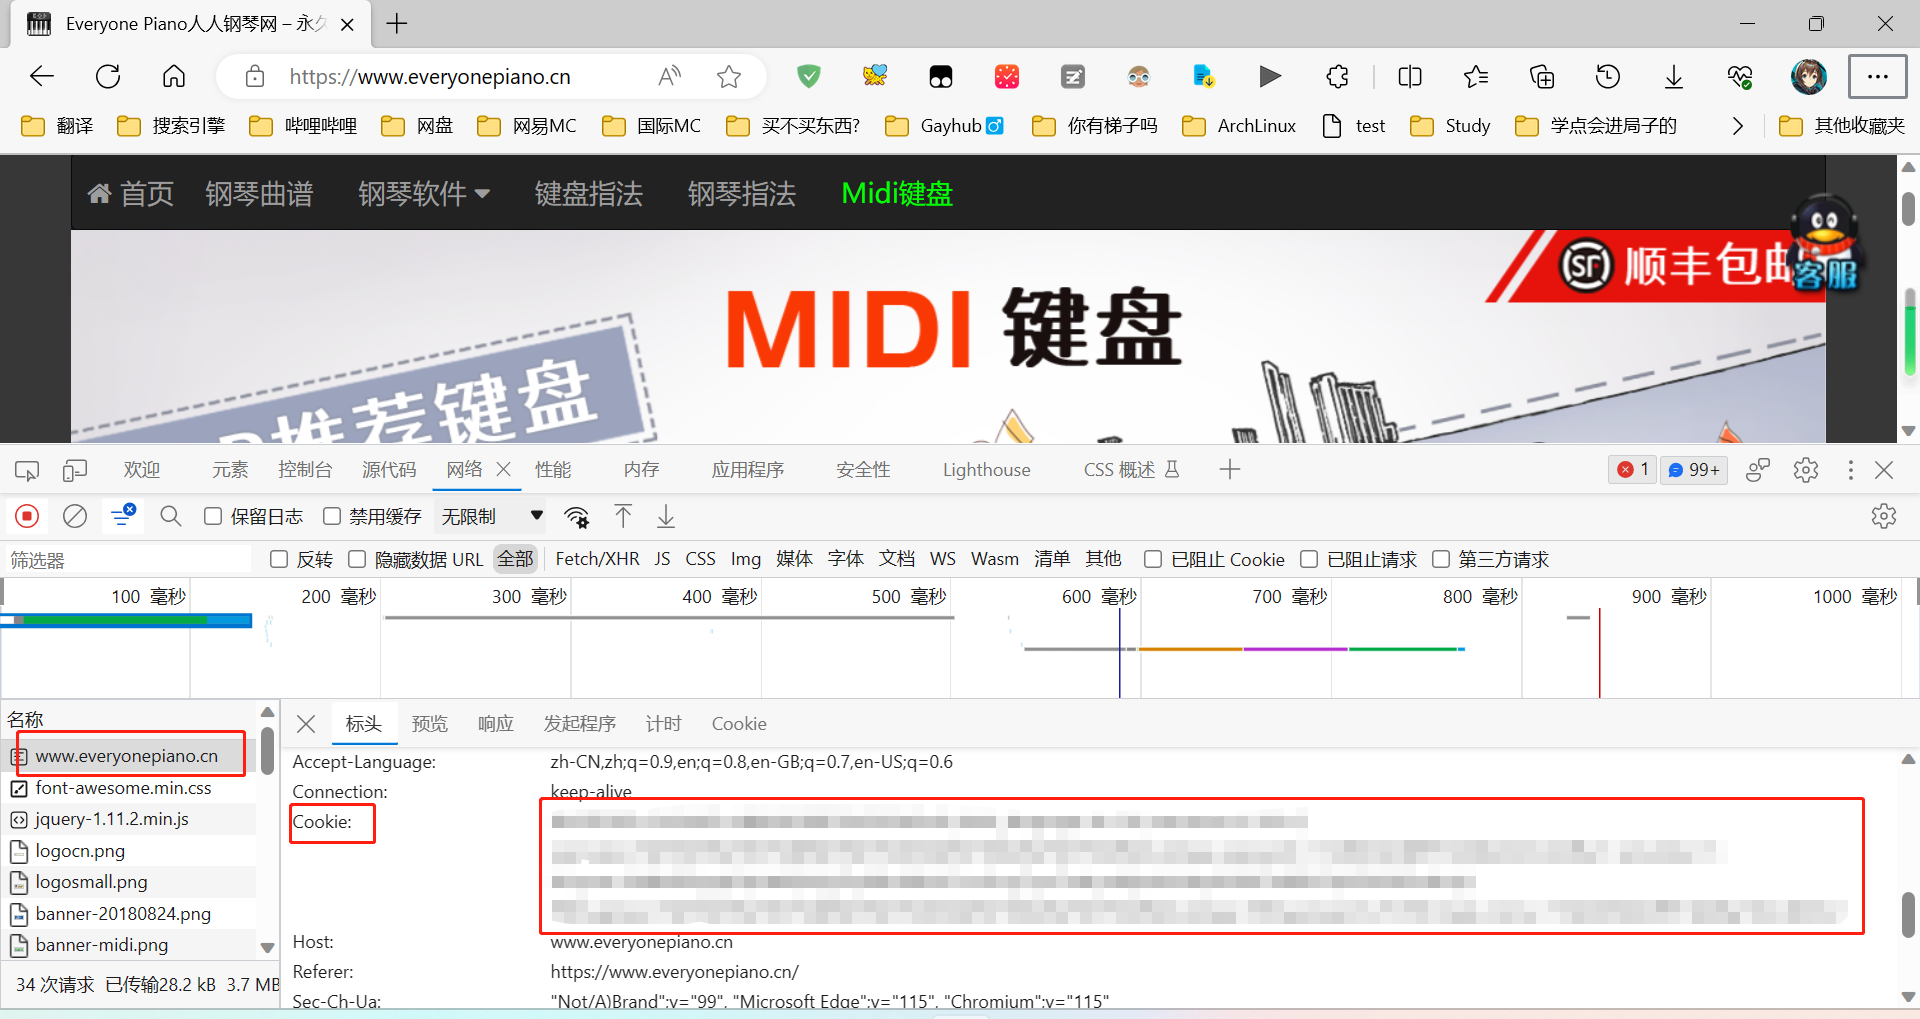 Everyone Piano人人钢琴网 – 永久
https://www.everyonepiano.cn
翻译 搜索引擎 哔哩哔哩 网盘 网易MC 国际MC 买不买东西? Gayhub 你有梯子吗 ArchLinux test Study 学点会进局子的 其他收藏夹
首页 钢琴曲谱 钢琴软件 键盘指法 钢琴指法 Midi键盘
SF 顺丰包邮
客服
MIDI 键盘
推荐键盘
欢迎 元素 控制台 源代码 网络 性能 内存 应用程序 安全性 Lighthouse CSS 概述 1 99+
保留日志 禁用缓存 无限制
筛选器 反转 隐藏数据 URL 全部 Fetch/XHR JS CSS Img 媒体 字体 文档 WS Wasm 清单 其他 已阻止 Cookie 已阻止请求 第三方请求
100 毫秒 200 毫秒 300 毫秒 400 毫秒 500 毫秒 600 毫秒 700 毫秒 800 毫秒 900 毫秒 1000 毫秒
名称
www.everyonepiano.cn
font-awesome.min.css
jquery-1.11.2.min.js
logocn.png
logosmall.png
banner-20180824.png
banner-midi.png
34 次请求 已传输28.2 kB 3.7 MB
标头 预览 响应 发起程序 计时 Cookie
Accept-Language: zh-CN,zh;q=0.9,en;q=0.8,en-GB;q=0.7,en-US;q=0.6
Connection: keep-alive
Cookie:
Host: www.everyonepiano.cn
Referer: https://www.everyonepiano.cn/
Sec-Ch-Ua: "Not/A)Brand";v="99", "Microsoft Edge";v="115", "Chromium";v="115"